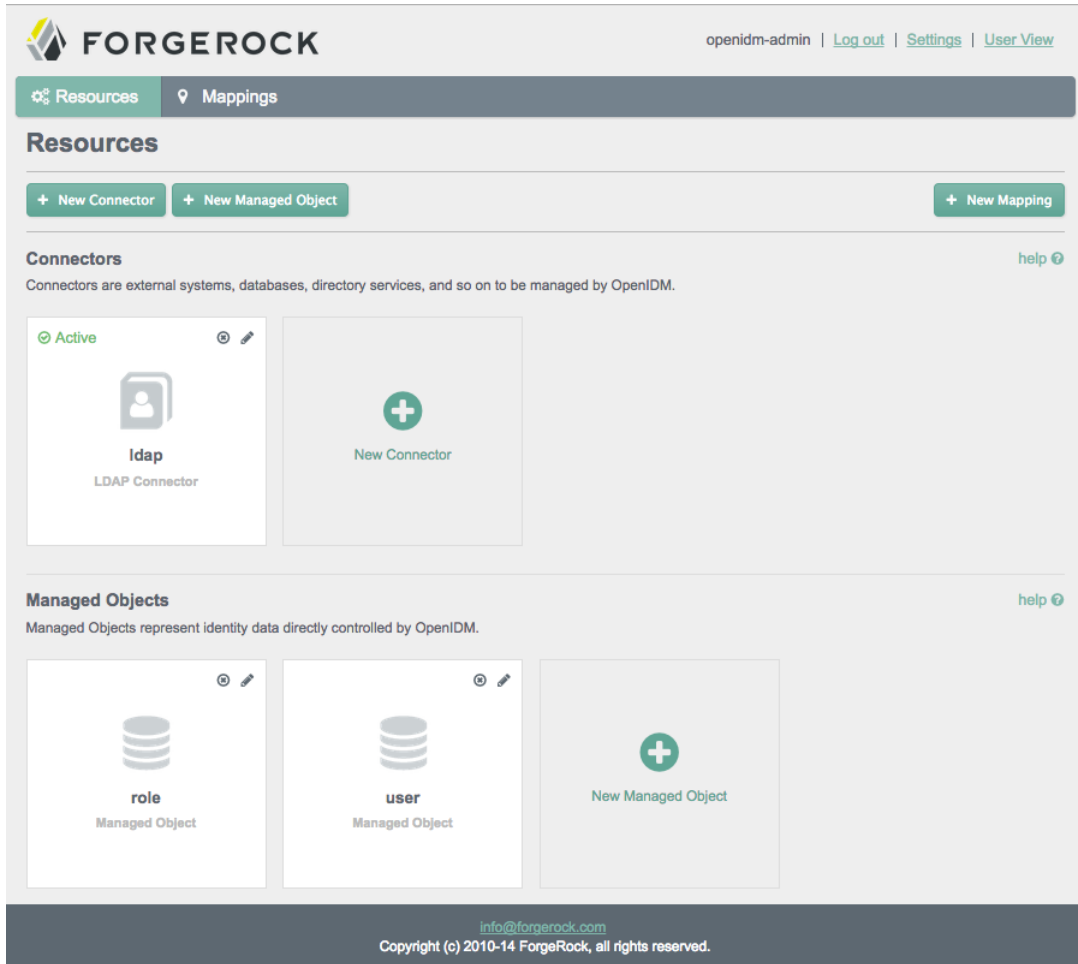 FORGEROCK
openidm-admin | Log out | Settings | User View
Resources
Mappings
Resources
+ New Connector
+ New Managed Object
+ New Mapping
Connectors
help
Connectors are external systems, databases, directory services, and so on to be managed by OpenIDM.
Active
ldap
LDAP Connector
New Connector
Managed Objects
help
Managed Objects represent identity data directly controlled by OpenIDM.
role
Managed Object
user
Managed Object
New Managed Object
info@forgerock.com
Copyright (c) 2010-14 ForgeRock, all rights reserved.